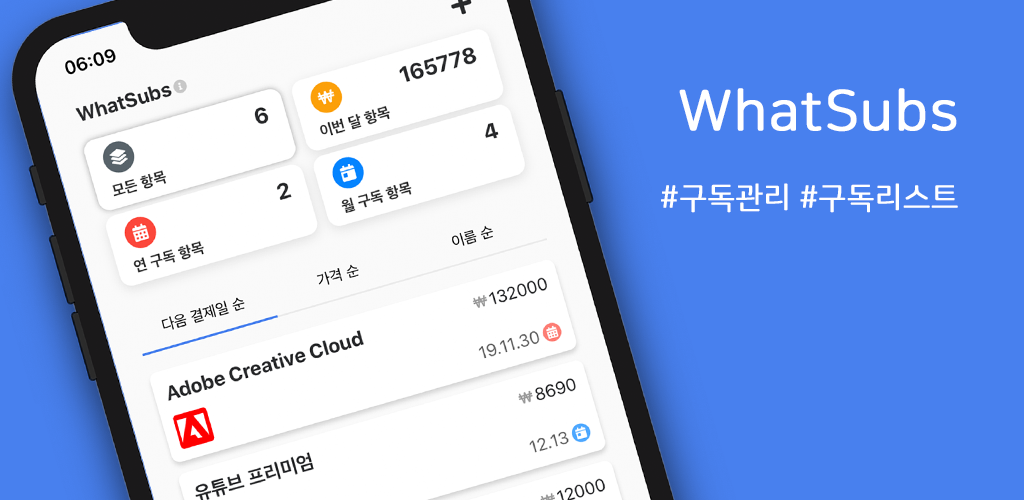 06:09
WhatSubs
6
모든 항목
165778
이번 달 항목
2
연 구독 항목
4
월 구독 항목
다음 결제일 순
가격 순
이름 순
Adobe Creative Cloud
₩132000
19.11.30
유튜브 프리미엄
₩8690
12.13
₩12000
WhatSubs
#구독관리 #구독리스트